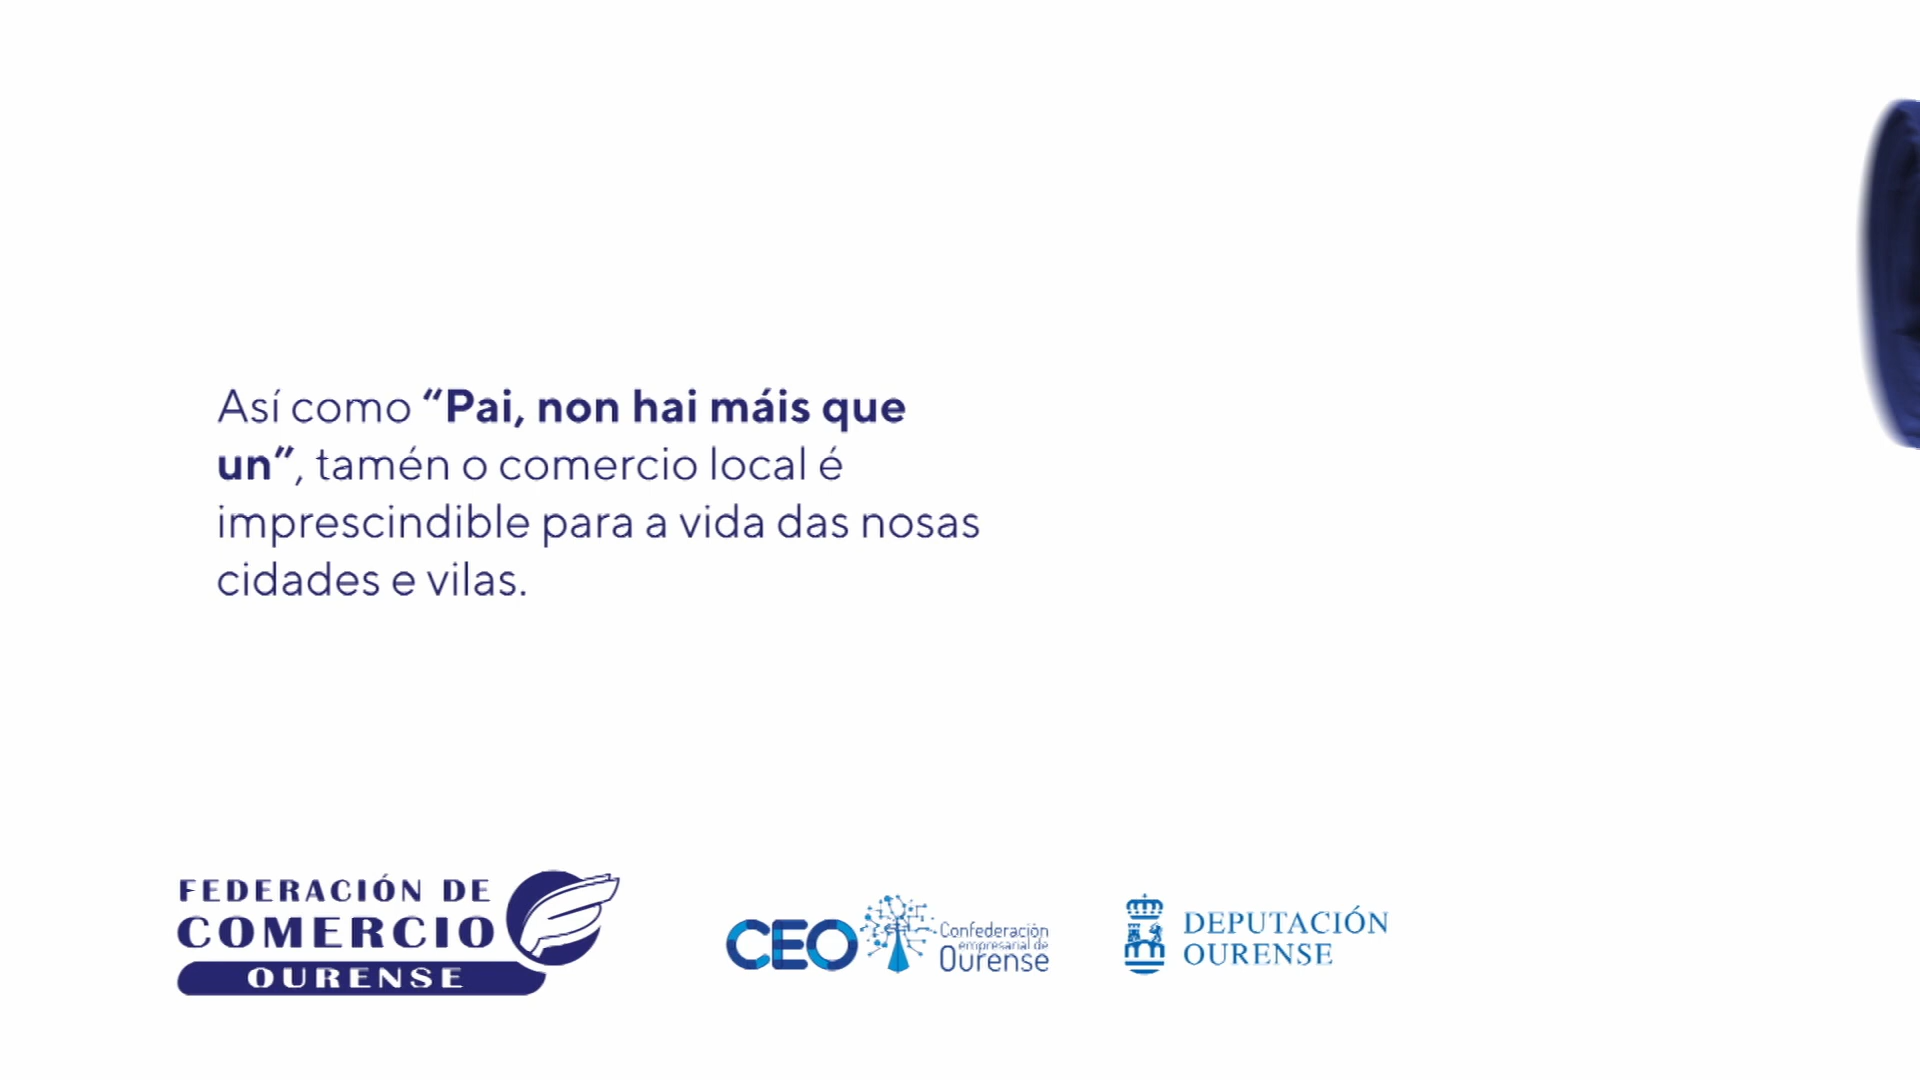 Así como “Pai, non hai máis que
un”, tamén o comercio local é
imprescindible para a vida das nosas
cidades e vilas.
FEDERACIÓN DE
COMERCIO
OURENSE
CEO
Confederación
empresarial de
Ourense
DEPUTACIÓN
OURENSE